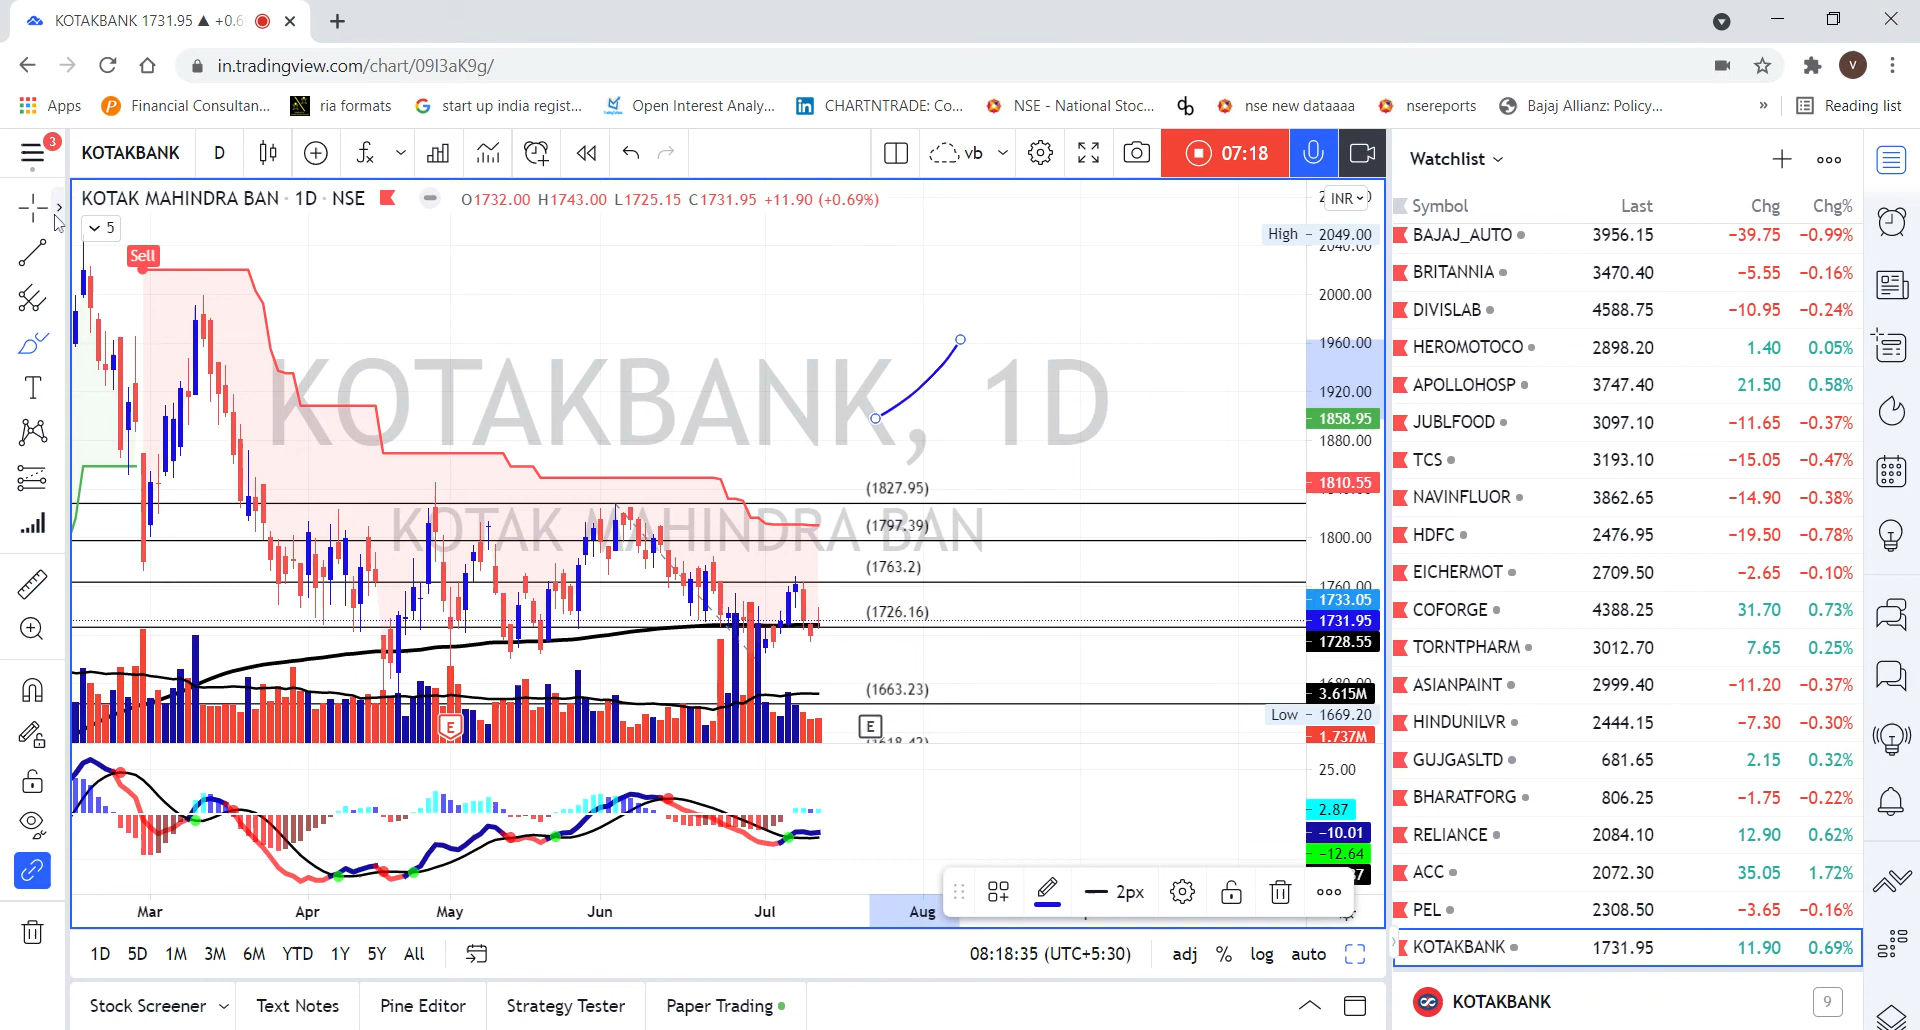 KOTAKBANK 1731.95 ▲ +0.6
in.tradingview.com/chart/09I3aK9g/
V
Apps
Financial Consultan...
ria formats
start up india regist...
Open Interest Analy...
CHARTNTRADE: Co...
NSE - National Stoc...
nse new dataaaa
nsereports
Bajaj Allianz: Policy...
»
Reading list
3
KOTAKBANK
D
vb
07:18
Watchlist
KOTAK MAHINDRA BAN · 1D · NSE
O1732.00 H1743.00 L1725.15 C1731.95 +11.90 (+0.69%)
INR
5
Sell
KOTAKBANK, 1D
KOTAK MAHINDRA BAN
(1827.95)
(1797.39)
(1763.2)
(1726.16)
(1663.23)
E
E
High
2049.00
2040.00
2000.00
1960.00
1920.00
1858.95
1880.00
1810.55
1800.00
1760.00
1733.05
1731.95
1728.55
1680.00
3.615M
Low
1669.20
1.737M
25.00
2.87
−10.01
−12.64
Mar
Apr
May
Jun
Jul
Aug
2px
1D
5D
1M
3M
6M
YTD
1Y
5Y
All
08:18:35 (UTC+5:30)
adj
%
log
auto
Stock Screener
Text Notes
Pine Editor
Strategy Tester
Paper Trading
Symbol Last Chg Chg%
BAJAJ_AUTO 3956.15 −39.75 −0.99%
BRITANNIA 3470.40 −5.55 −0.16%
DIVISLAB 4588.75 −10.95 −0.24%
HEROMOTOCO 2898.20 1.40 0.05%
APOLLOHOSP 3747.40 21.50 0.58%
JUBLFOOD 3097.10 −11.65 −0.37%
TCS 3193.10 −15.05 −0.47%
NAVINFLUOR 3862.65 −14.90 −0.38%
HDFC 2476.95 −19.50 −0.78%
EICHERMOT 2709.50 −2.65 −0.10%
COFORGE 4388.25 31.70 0.73%
TORNTPHARM 3012.70 7.65 0.25%
ASIANPAINT 2999.40 −11.20 −0.37%
HINDUNILVR 2444.15 −7.30 −0.30%
GUJGASLTD 681.65 2.15 0.32%
BHARATFORG 806.25 −1.75 −0.22%
RELIANCE 2084.10 12.90 0.62%
ACC 2072.30 35.05 1.72%
PEL 2308.50 −3.65 −0.16%
KOTAKBANK 1731.95 11.90 0.69%
KOTAKBANK
9